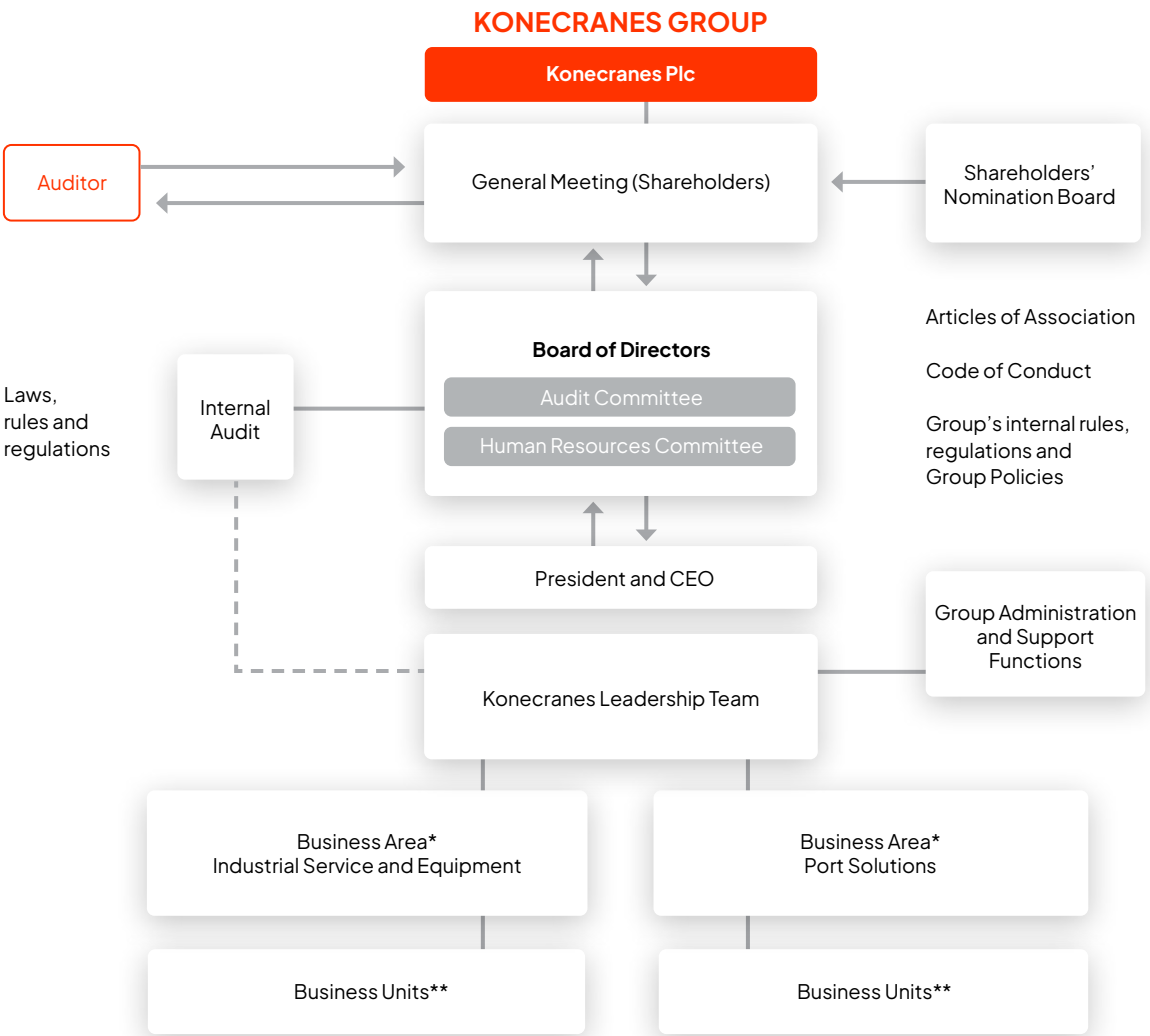 KONECRANES GROUP
Konecranes Plc
Auditor
General Meeting (Shareholders)
Shareholders’
Nomination Board
Laws,
rules and
regulations
Internal
Audit
Board of Directors
Audit Committee
Human Resources Committee
Articles of Association
Code of Conduct
Group’s internal rules,
regulations and
Group Policies
President and CEO
Group Administration
and Support
Functions
Konecranes Leadership Team
Business Area*
Industrial Service and Equipment
Business Area*
Port Solutions
Business Units**
Business Units**